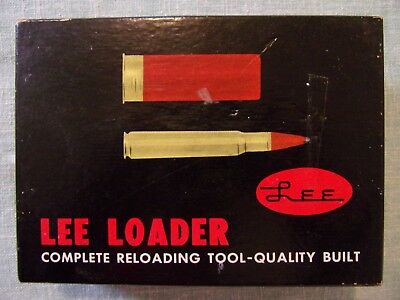 LEE
LEE LOADER
COMPLETE RELOADING TOOL-QUALITY BUILT